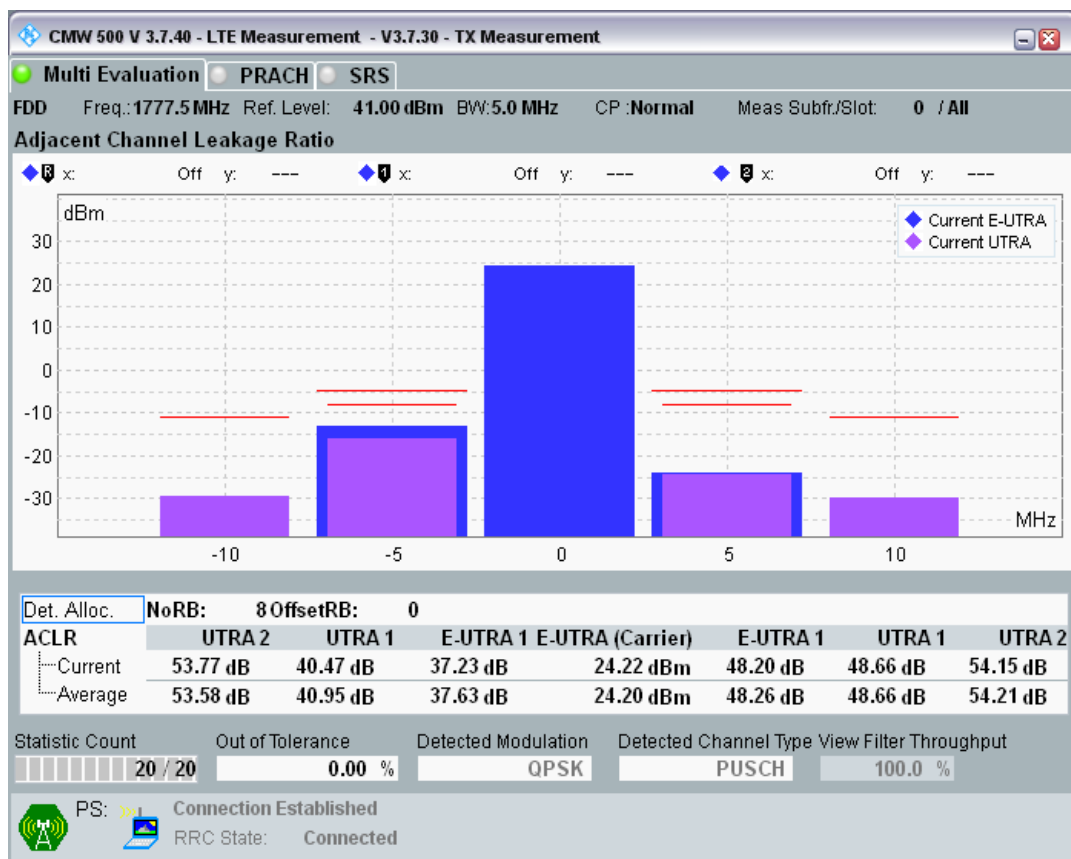 CMW 500 V 3.7.40 - LTE Measurement - V3.7.30 - TX Measurement
Multi Evaluation PRACH SRS
FDD Freq.: 1777.5 MHz Ref. Level: 41.00 dBm BW: 5.0 MHz CP : Normal Meas Subfr./Slot: 0 / All
Adjacent Channel Leakage Ratio
R x: Off y: --- 1 x: Off y: --- 2 x: Off y: ---
dBm
Current E-UTRA
Current UTRA
30
20
10
0
-10
-20
-30
MHz
-10 -5 0 5 10
Det. Alloc. NoRB: 8 OffsetRB: 0
ACLR UTRA 2 UTRA 1 E-UTRA 1 E-UTRA (Carrier) E-UTRA 1 UTRA 1 UTRA 2
Current 53.77 dB 40.47 dB 37.23 dB 24.22 dBm 48.20 dB 48.66 dB 54.15 dB
Average 53.58 dB 40.95 dB 37.63 dB 24.20 dBm 48.26 dB 48.66 dB 54.21 dB
Statistic Count Out of Tolerance Detected Modulation Detected Channel Type View Filter Throughput
20 / 20 0.00 % QPSK PUSCH 100.0 %
PS: Connection Established
RRC State: Connected